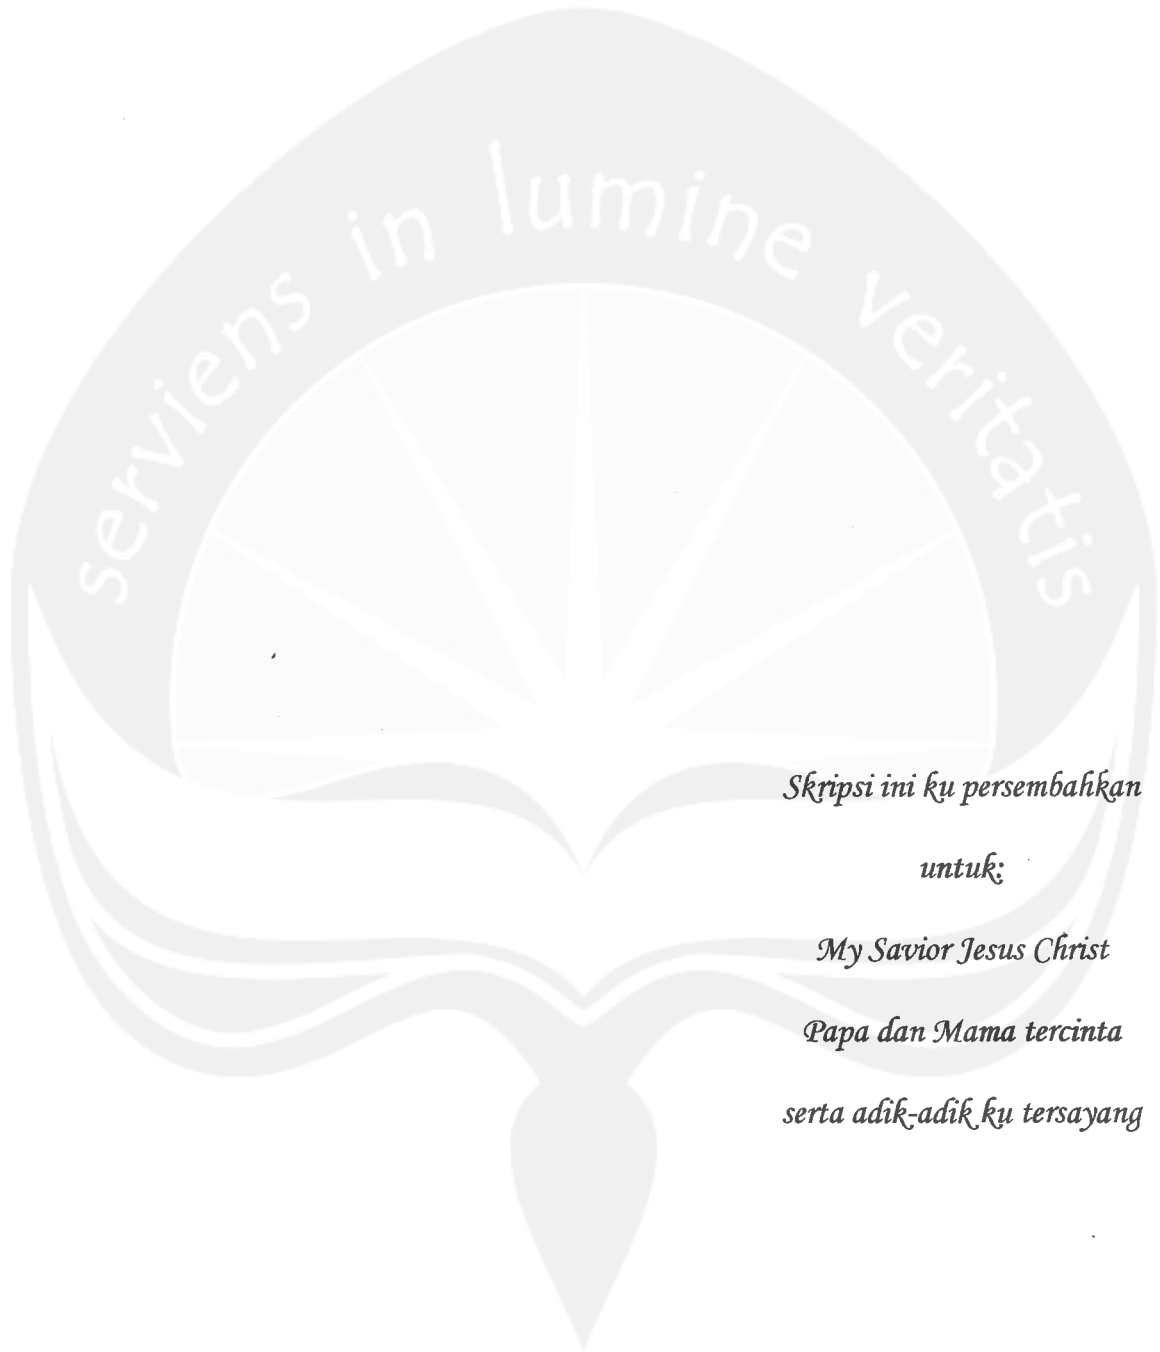 serviens in lumine veritatis
Skripsi ini ku persembahkan
untuk:
My Savior Jesus Christ
Papa dan Mama tercinta
serta adik-adik ku tersayang